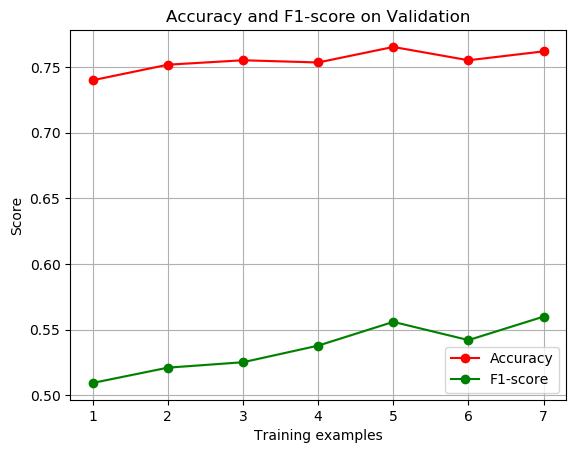 Accuracy and F1-score on Validation
Score
0.75
0.70
0.65
0.60
0.55
0.50
Accuracy
F1-score
1 2 3 4 5 6 7
Training examples